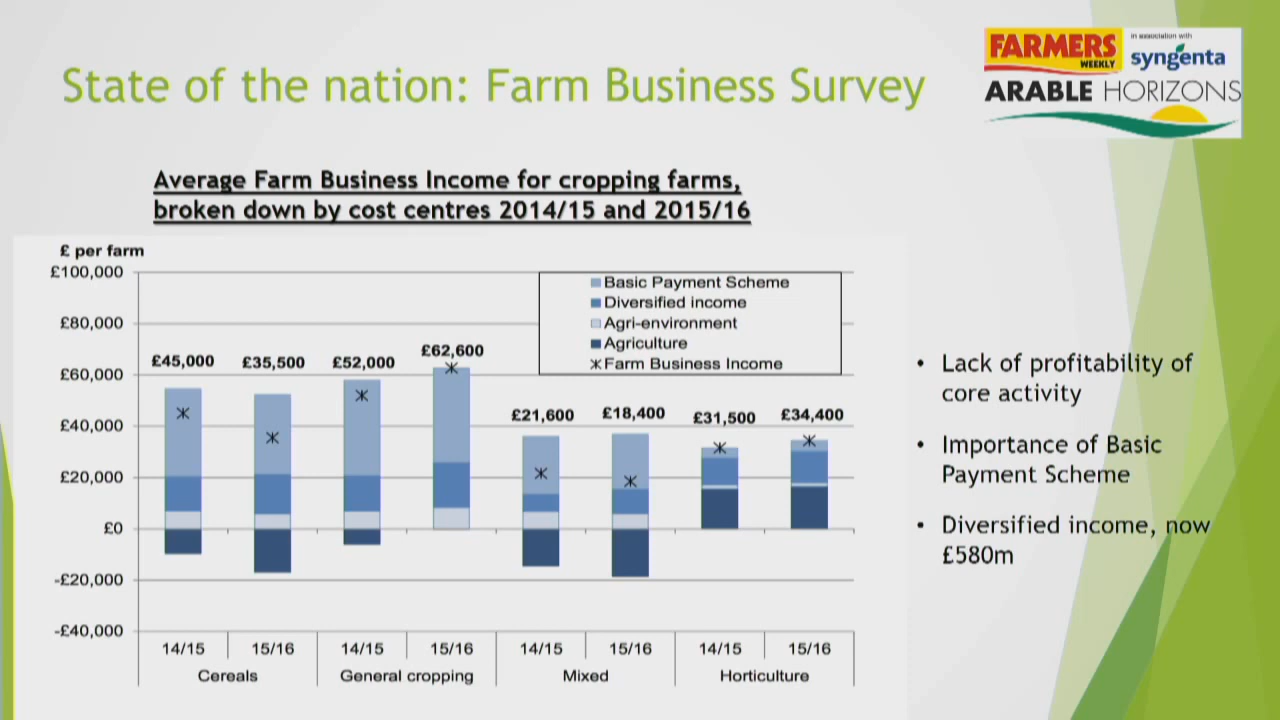 State of the nation: Farm Business Survey
FARMERS
WEEKLY
in association with
syngenta
ARABLE HORIZONS
Average Farm Business Income for cropping farms,
broken down by cost centres 2014/15 and 2015/16
£ per farm
£100,000
£80,000
£60,000
£40,000
£20,000
£0
-£20,000
-£40,000
Basic Payment Scheme
Diversified income
Agri-environment
Agriculture
Farm Business Income
£45,000
£35,500
£52,000
£62,600
£21,600
£18,400
£31,500
£34,400
14/15 15/16 14/15 15/16 14/15 15/16 14/15 15/16
Cereals General cropping Mixed Horticulture
• Lack of profitability of
core activity
• Importance of Basic
Payment Scheme
• Diversified income, now
£580m